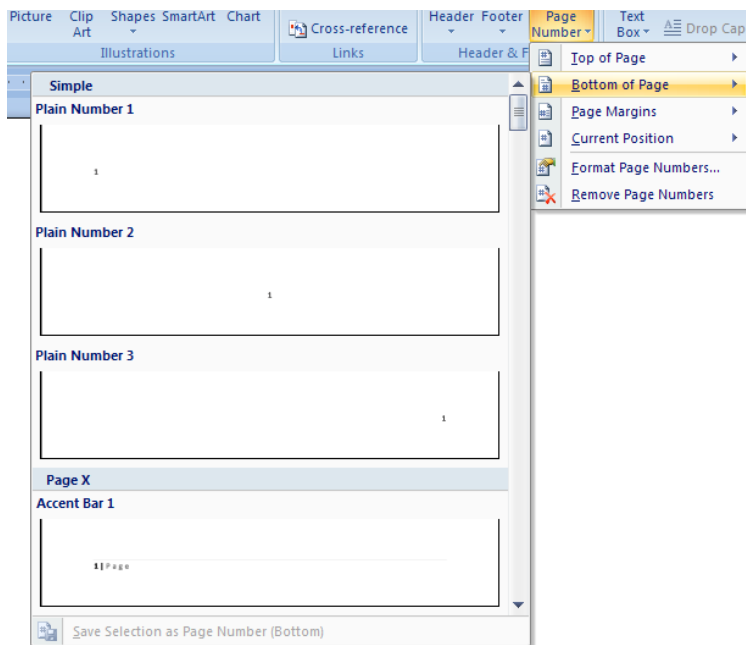 Picture Clip Art Shapes SmartArt Chart
Cross-reference
Header Footer
Page Number
Text Box
Drop Cap
Illustrations
Links
Header & F
Top of Page
Bottom of Page
Page Margins
Current Position
Format Page Numbers...
Remove Page Numbers
Simple
Plain Number 1
1
Plain Number 2
1
Plain Number 3
1
Page X
Accent Bar 1
1|Page
Save Selection as Page Number (Bottom)